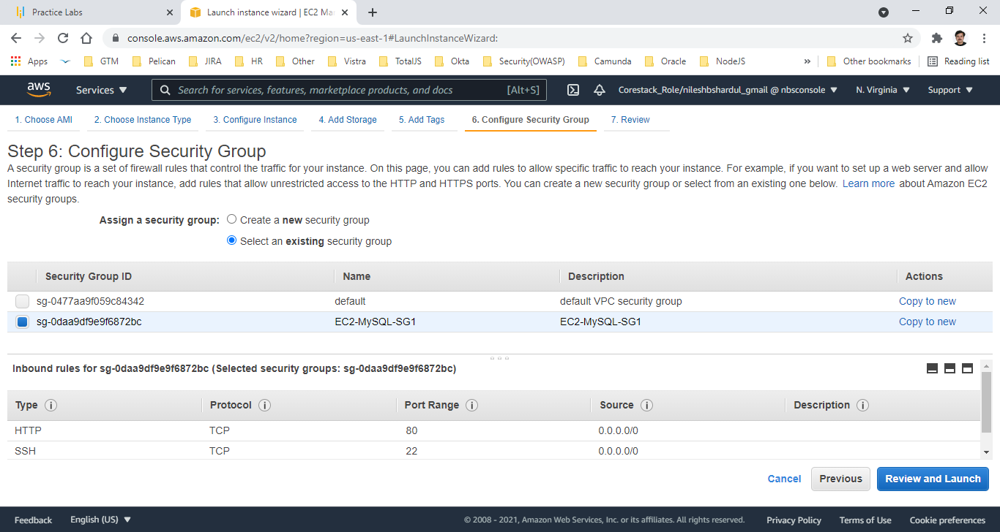 Practice Labs
Launch instance wizard | EC2 Ma
console.aws.amazon.com/ec2/v2/home?region=us-east-1#LaunchInstanceWizard:
Apps GTM Pelican JIRA HR Other Vistra TotalJS Okta Security(OWASP) Camunda Oracle NodeJS » Other bookmarks Reading list
aws Services Search for services, features, marketplace products, and docs [Alt+S] Corestack_Role/nileshbshardul_gmail @ nbsconsole N. Virginia Support
1. Choose AMI 2. Choose Instance Type 3. Configure Instance 4. Add Storage 5. Add Tags 6. Configure Security Group 7. Review
Step 6: Configure Security Group
A security group is a set of firewall rules that control the traffic for your instance. On this page, you can add rules to allow specific traffic to reach your instance. For example, if you want to set up a web server and allow
Internet traffic to reach your instance, add rules that allow unrestricted access to the HTTP and HTTPS ports. You can create a new security group or select from an existing one below. Learn more about Amazon EC2
security groups.
Assign a security group: Create a new security group
Select an existing security group
Security Group ID Name Description Actions
sg-0477aa9f059c84342 default default VPC security group Copy to new
sg-0daa9df9e9f6872bc EC2-MySQL-SG1 EC2-MySQL-SG1 Copy to new
Inbound rules for sg-0daa9df9e9f6872bc (Selected security groups: sg-0daa9df9e9f6872bc)
Type i Protocol i Port Range i Source i Description i
HTTP TCP 80 0.0.0.0/0
SSH TCP 22 0.0.0.0/0
Cancel Previous Review and Launch
Feedback English (US) © 2008 - 2021, Amazon Web Services, Inc. or its affiliates. All rights reserved. Privacy Policy Terms of Use Cookie preferences